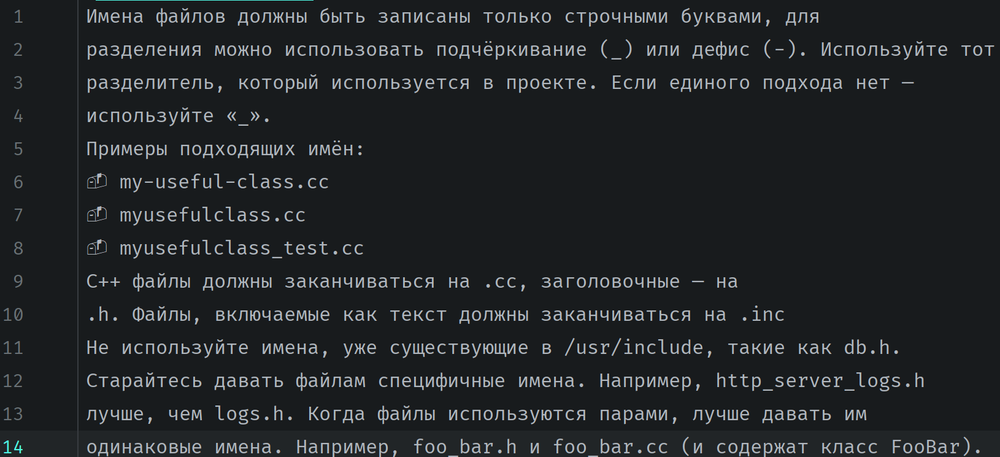 1 Имена файлов должны быть записаны только строчными буквами, для
2 разделения можно использовать подчёркивание (_) или дефис (-). Используйте тот
3 разделитель, который используется в проекте. Если единого подхода нет —
4 используйте «_».
5 Примеры подходящих имён:
6 my-useful-class.cc
7 myusefulclass.cc
8 myusefulclass_test.cc
9 C++ файлы должны заканчиваться на .cc, заголовочные — на
10 .h. Файлы, включаемые как текст должны заканчиваться на .inc
11 Не используйте имена, уже существующие в /usr/include, такие как db.h.
12 Старайтесь давать файлам специфичные имена. Например, http_server_logs.h
13 лучше, чем logs.h. Когда файлы используются парами, лучше давать им
14 одинаковые имена. Например, foo_bar.h и foo_bar.cc (и содержат класс FooBar).